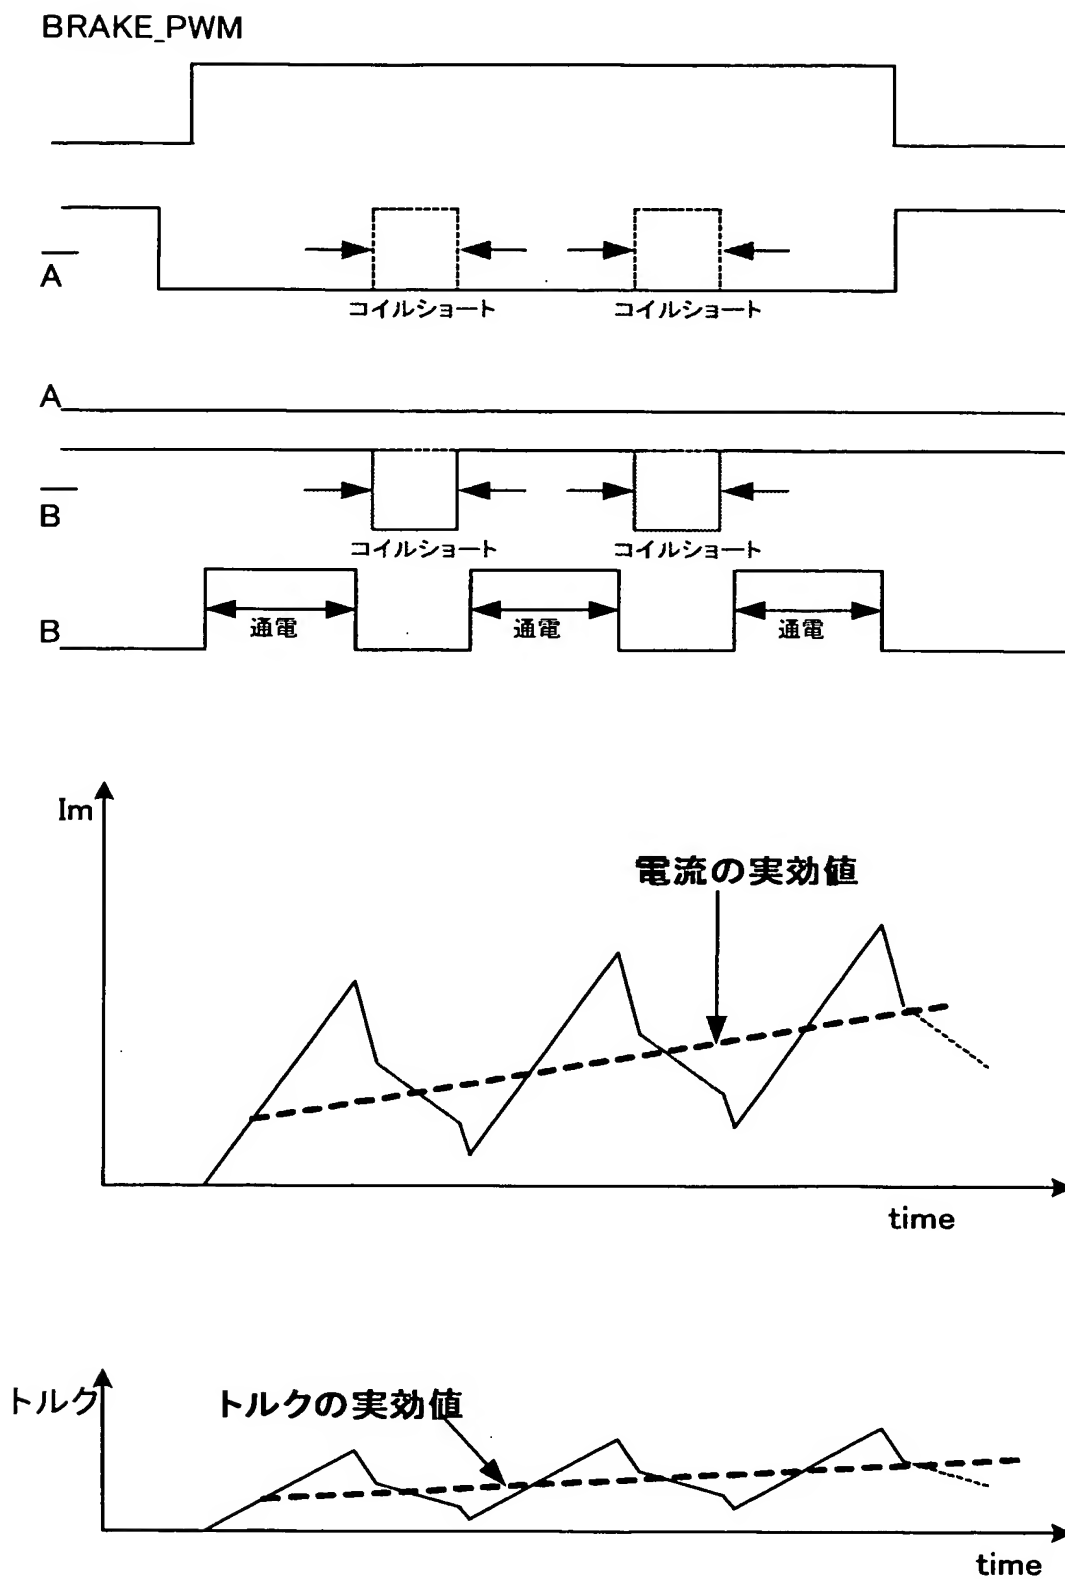 BRAKE_PWM
A
コイルショート コイルショート
A
B
コイルショート コイルショート
B 通電 通電 通電
Im
電流の実効値
time
トルク トルクの実効値
time